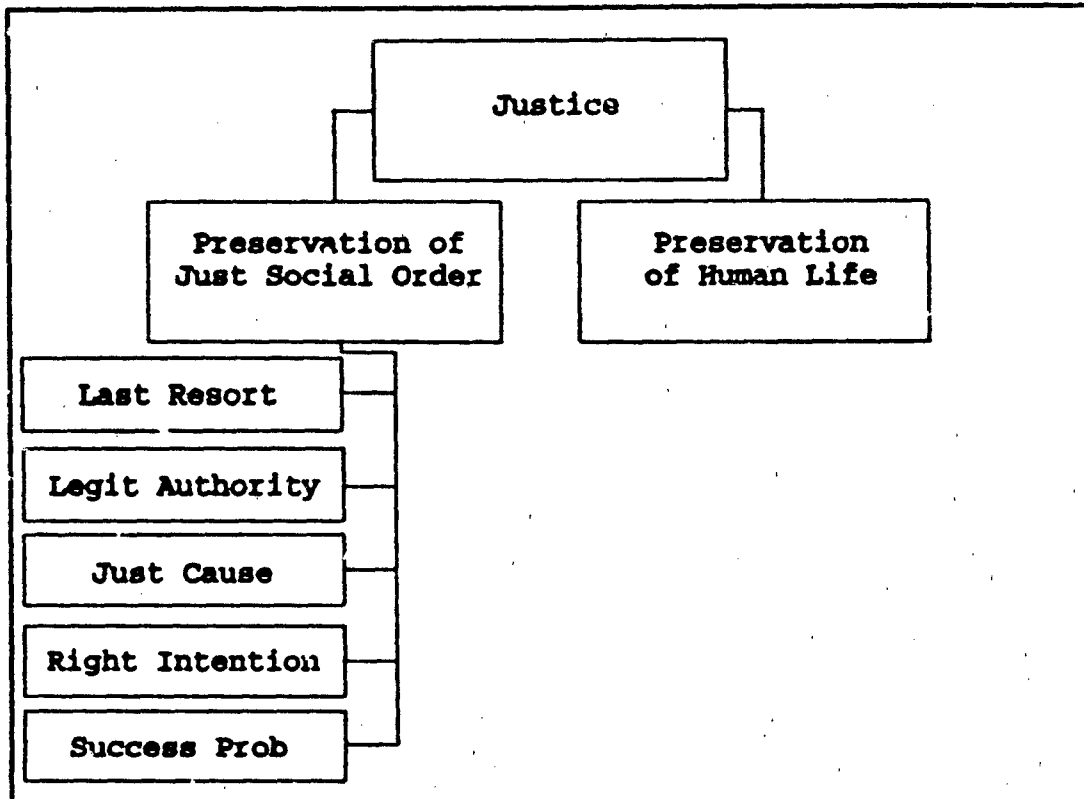 Justice
Preservation of
Just Social Order
Preservation
of Human Life
Last Resort
Legit Authority
Just Cause
Right Intention
Success Prob